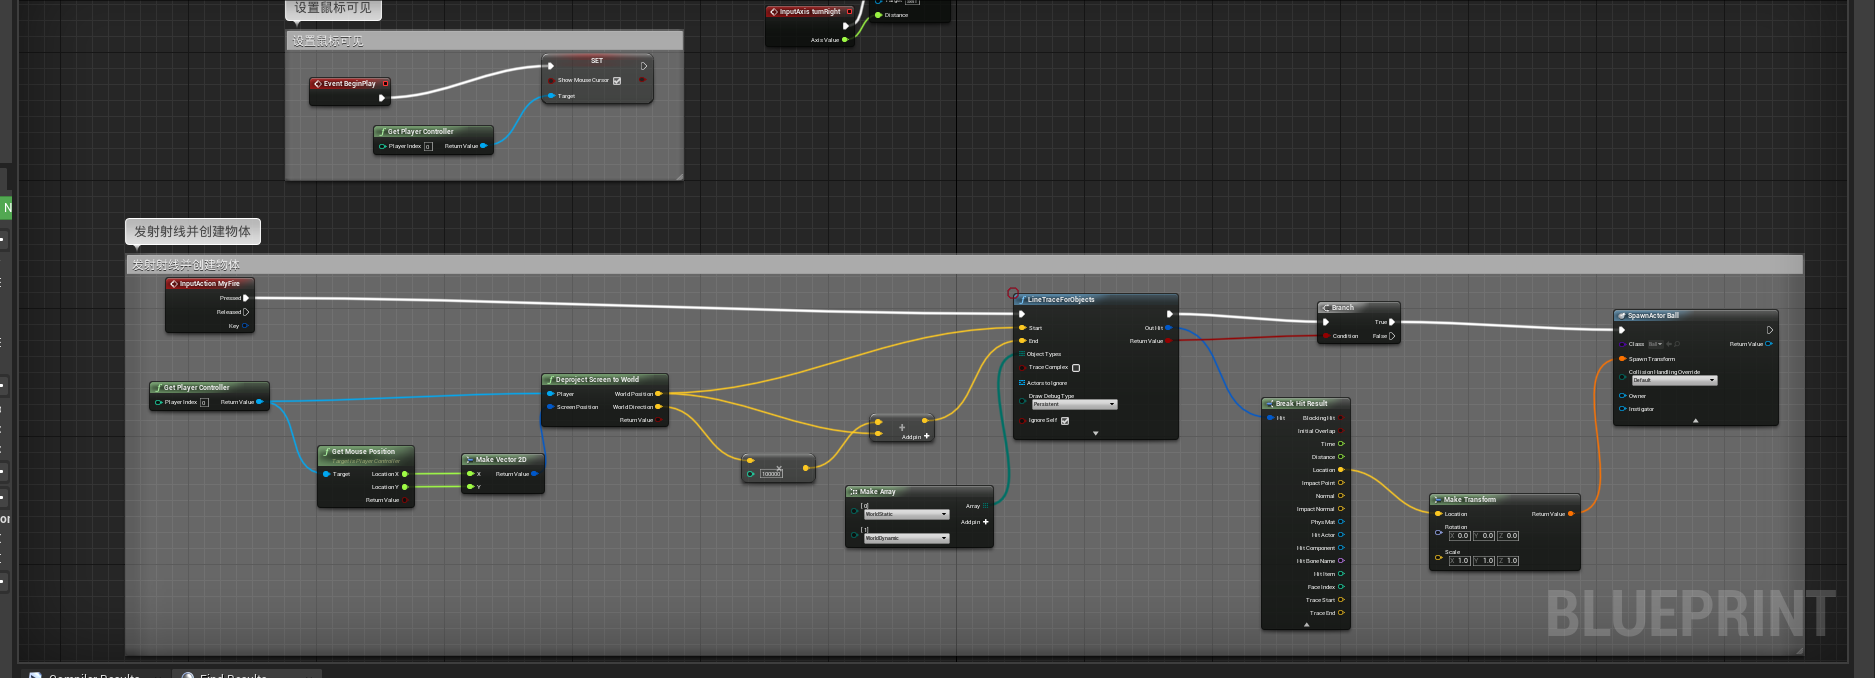 设置鼠标可见
设置鼠标可见
Event BeginPlay
SET
Show Mouse Cursor
Target
Get Player Controller
Player Index 0
Return Value
InputAxis turnRight
Axis Value
Distance
发射射线并创建物体
发射射线并创建物体
InputAction MyFire
Pressed
Released
Key
Get Player Controller
Player Index 0
Return Value
Get Mouse Position
Target is Player Controller
Target
Location X
Location Y
Return Value
Make Vector 2D
X
Return Value
Y
Deproject Screen to World
Player
World Position
Screen Position
World Direction
Return Value
100000
Add pin +
Make Array
[0]
WorldStatic
Array
Add pin +
[1]
WorldDynamic
LineTraceForObjects
Start
Out Hit
End
Return Value
Object Types
Trace Complex
Actors to Ignore
Draw Debug Type
Persistent
Ignore Self
Branch
True
Condition
False
Break Hit Result
Hit
Blocking Hit
Initial Overlap
Time
Distance
Location
Impact Point
Normal
Impact Normal
Phys Mat
Hit Actor
Hit Component
Hit Bone Name
Hit Item
Face Index
Trace Start
Trace End
Make Transform
Location
Return Value
Rotation
X 0.0 Y 0.0 Z 0.0
Scale
X 1.0 Y 1.0 Z 1.0
SpawnActor Ball
Class Ball
Return Value
Spawn Transform
Collision Handling Override
Default
Owner
Instigator
BLUEPRINT
Compiler Results
Find Results